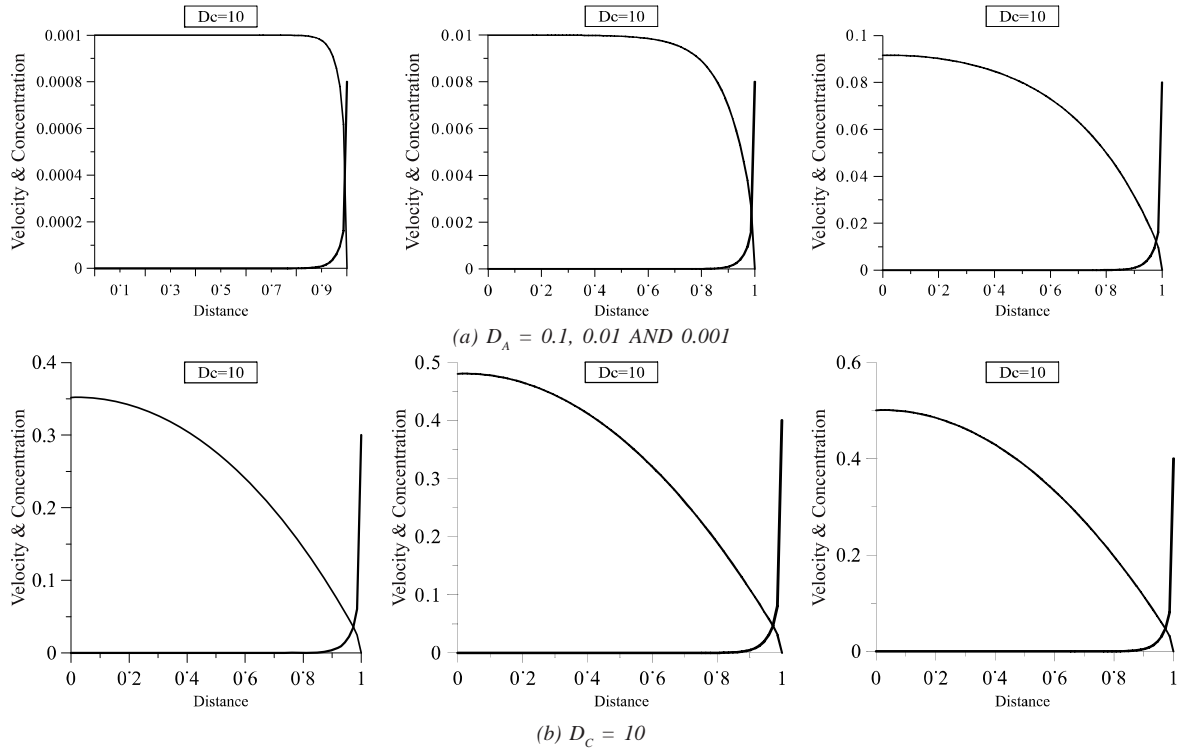 Dc=10
Velocity & Concentration
0.001
0.0008
0.0006
0.0004
0.0002
0
0.1 0.3 0.5 0.7 0.9
Distance
Dc=10
Velocity & Concentration
0.01
0.008
0.006
0.004
0.002
0
0 0.2 0.4 0.6 0.8 1
Distance
Dc=10
Velocity & Concentration
0.1
0.08
0.06
0.04
0.02
0
0 0.2 0.4 0.6 0.8 1
Distance
(a) D_A = 0.1, 0.01 AND 0.001
Dc=10
Velocity & Concentration
0.4
0.3
0.2
0.1
0
0 0.2 0.4 0.6 0.8 1
Distance
Dc=10
Velocity & Concentration
0.5
0.4
0.3
0.2
0.1
0
0 0.2 0.4 0.6 0.8 1
Distance
Dc=10
Velocity & Concentration
0.6
0.4
0.2
0
0 0.2 0.4 0.6 0.8 1
Distance
(b) D_C = 10